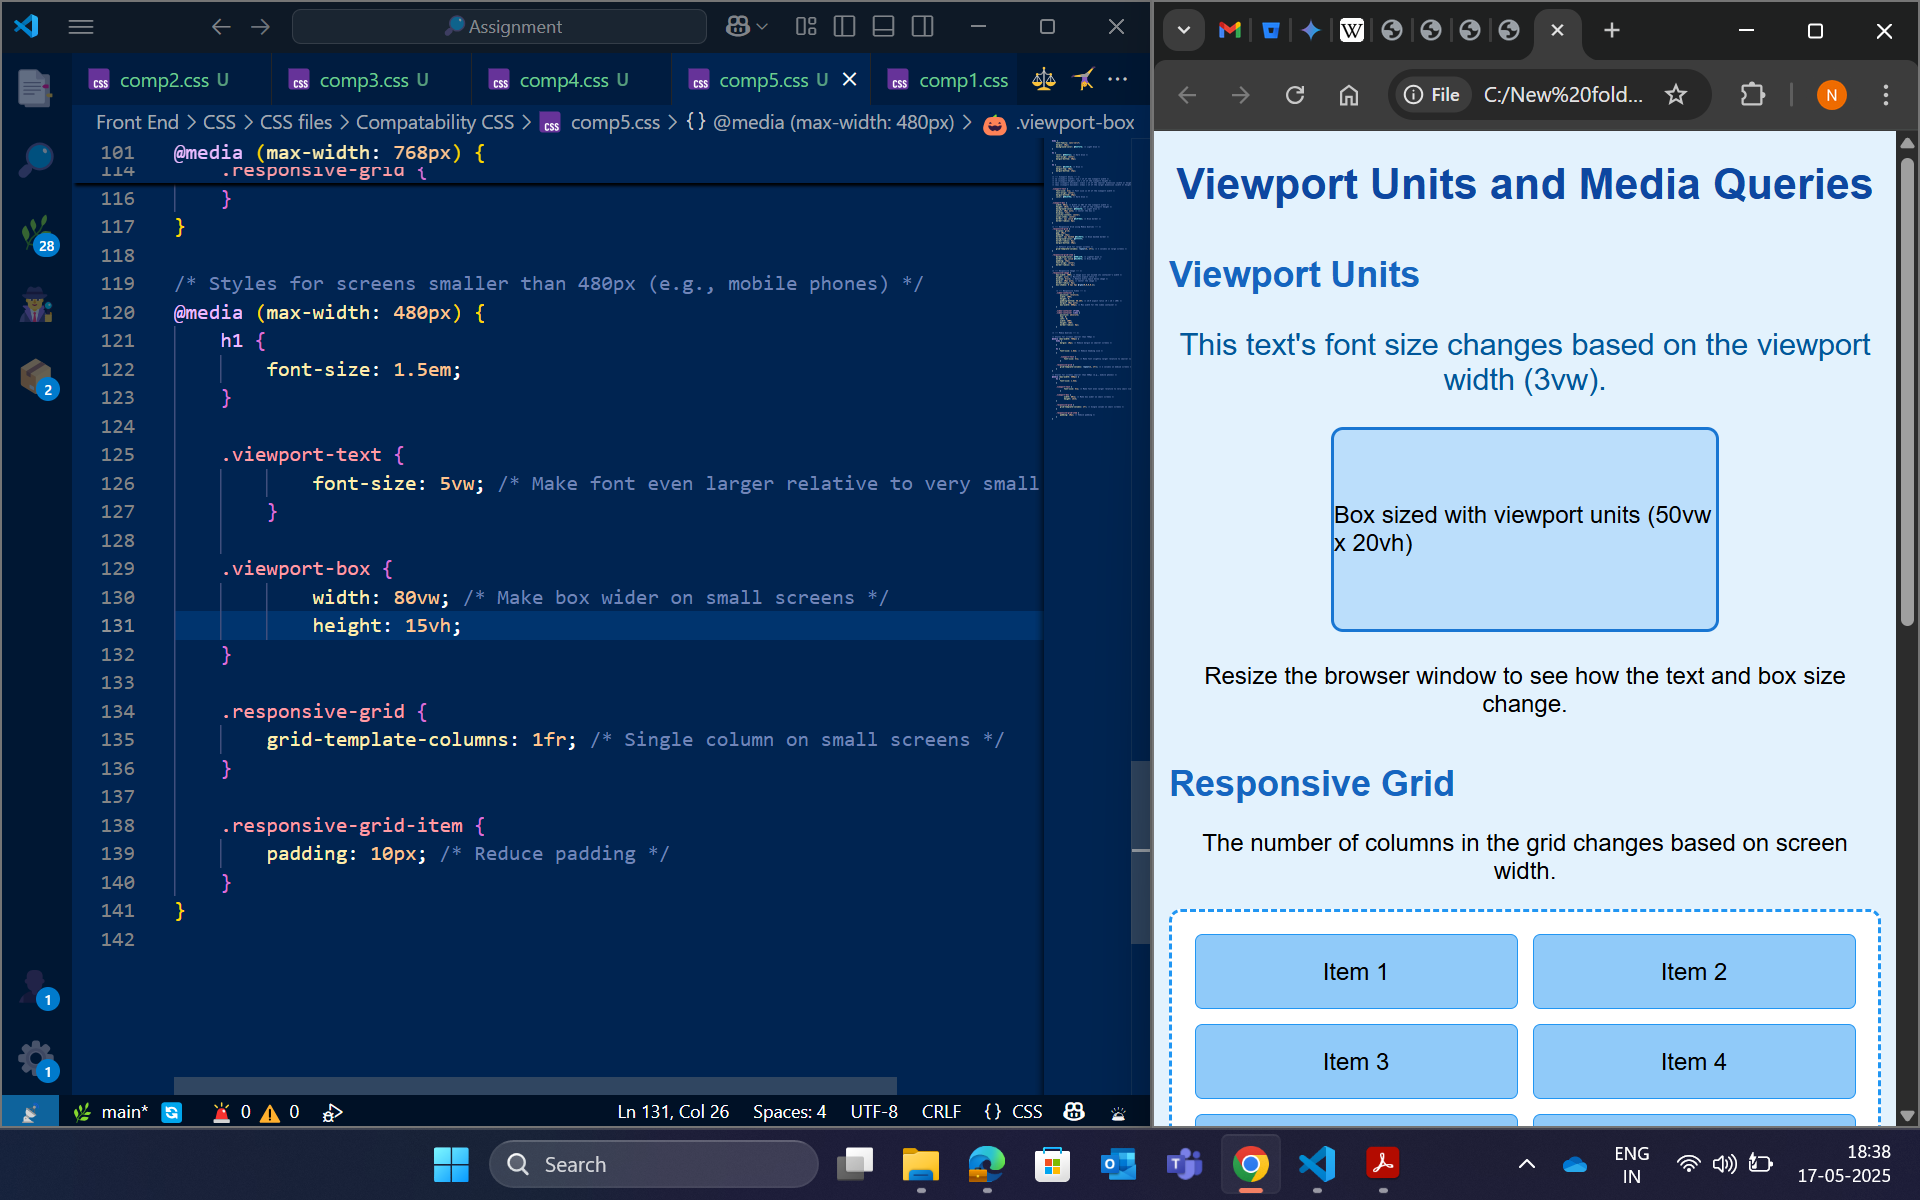 Assignment
comp2.css U
comp3.css U
comp4.css U
comp5.css U
comp1.css
Front End > CSS > CSS files > Compatability CSS > comp5.css > {} @media (max-width: 480px) > .viewport-box
101 @media (max-width: 768px) {
114 .responsive-grid {
116 }
117 }
118
119 /* Styles for screens smaller than 480px (e.g., mobile phones) */
120 @media (max-width: 480px) {
121 h1 {
122 font-size: 1.5em;
123 }
124
125 .viewport-text {
126 font-size: 5vw; /* Make font even larger relative to very small
127 }
128
129 .viewport-box {
130 width: 80vw; /* Make box wider on small screens */
131 height: 15vh;
132 }
133
134 .responsive-grid {
135 grid-template-columns: 1fr; /* Single column on small screens */
136 }
137
138 .responsive-grid-item {
139 padding: 10px; /* Reduce padding */
140 }
141 }
142
28
2
1
1
main* 0 0 Ln 131, Col 26 Spaces: 4 UTF-8 CRLF {} CSS
W
File C:/New%20fold... N
Viewport Units and Media Queries
Viewport Units
This text's font size changes based on the viewport
width (3vw).
Box sized with viewport units (50vw
x 20vh)
Resize the browser window to see how the text and box size
change.
Responsive Grid
The number of columns in the grid changes based on screen
width.
Item 1 Item 2
Item 3 Item 4
Search
ENG
IN
18:38
17-05-2025